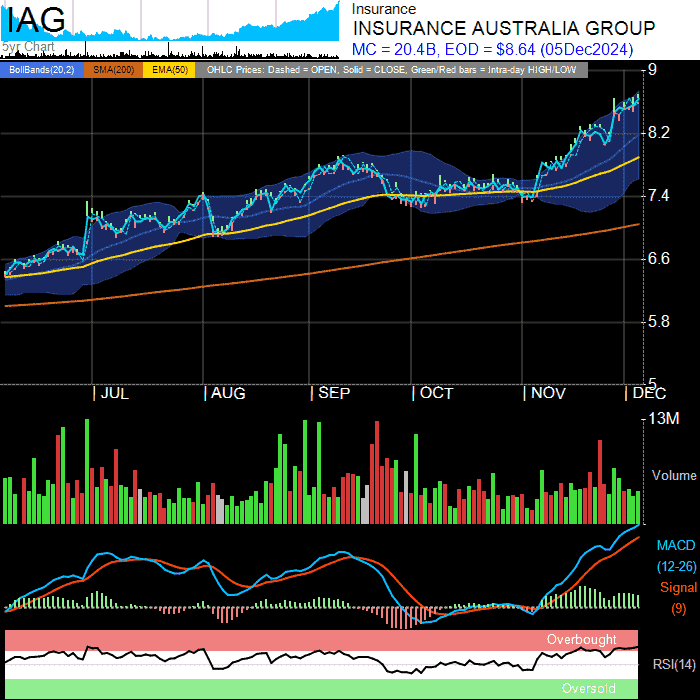 IAG
5yr Chart
Insurance
INSURANCE AUSTRALIA GROUP
MC = 20.4B, EOD = $8.64 (05Dec2024)
BollBands(20,2) SMA(200) EMA(50) OHLC Prices: Dashed = OPEN, Solid = CLOSE, Green/Red bars = Intra-day HIGH/LOW
9
8.2
7.4
6.6
5.8
5
JUL AUG SEP OCT NOV DEC
13M
Volume
MACD
(12-26)
Signal
(9)
Overbought
RSI(14)
Oversold